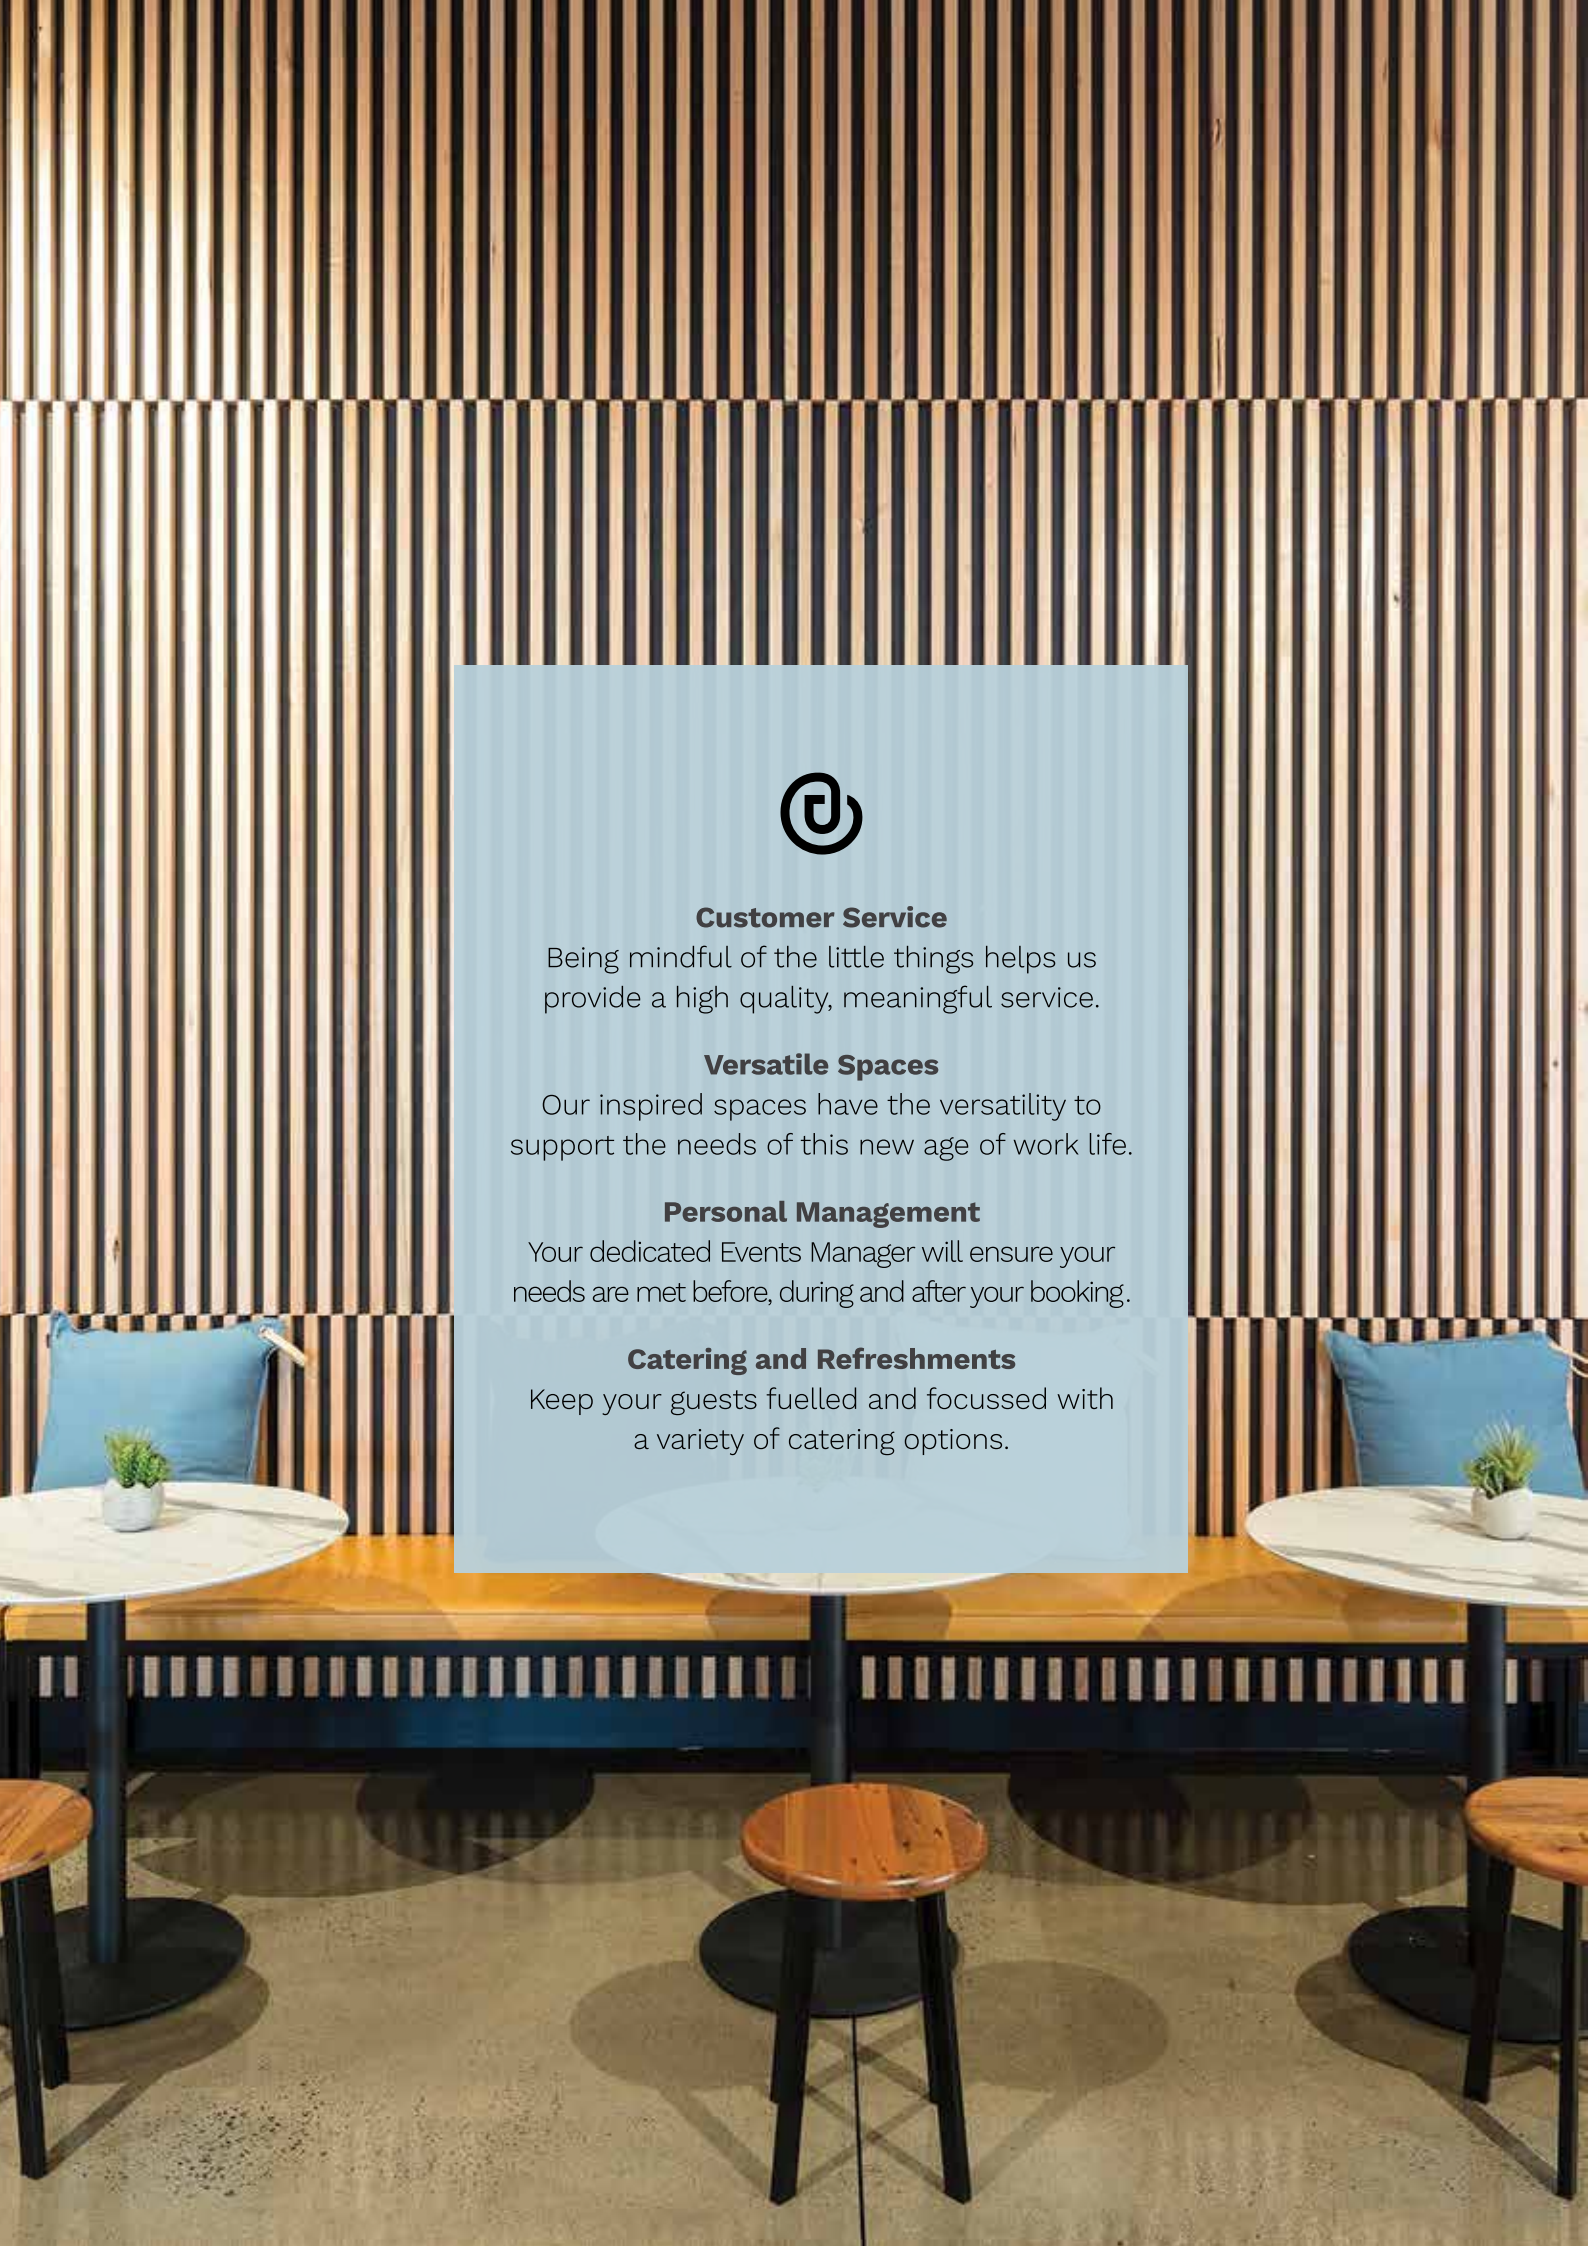 Customer Service
Being mindful of the little things helps us
provide a high quality, meaningful service.
Versatile Spaces
Our inspired spaces have the versatility to
support the needs of this new age of work life.
Personal Management
Your dedicated Events Manager will ensure your
needs are met before, during and after your booking.
Catering and Refreshments
Keep your guests fuelled and focussed with
a variety of catering options.